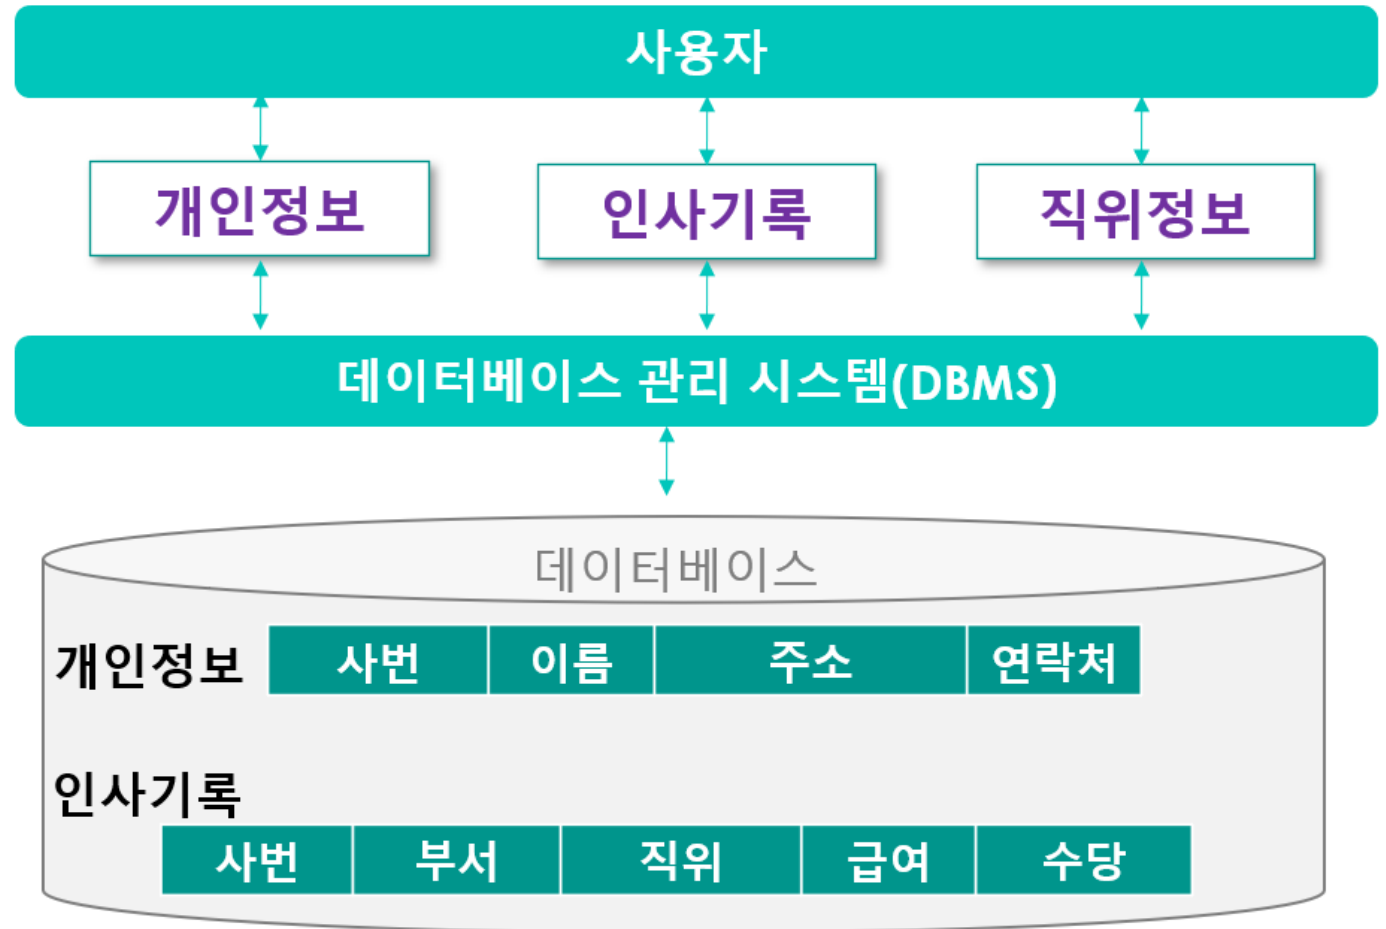 사용자
개인정보 인사기록 직위정보
데이터베이스 관리 시스템(DBMS)
데이터베이스
개인정보 사번 이름 주소 연락처
인사기록
사번 부서 직위 급여 수당